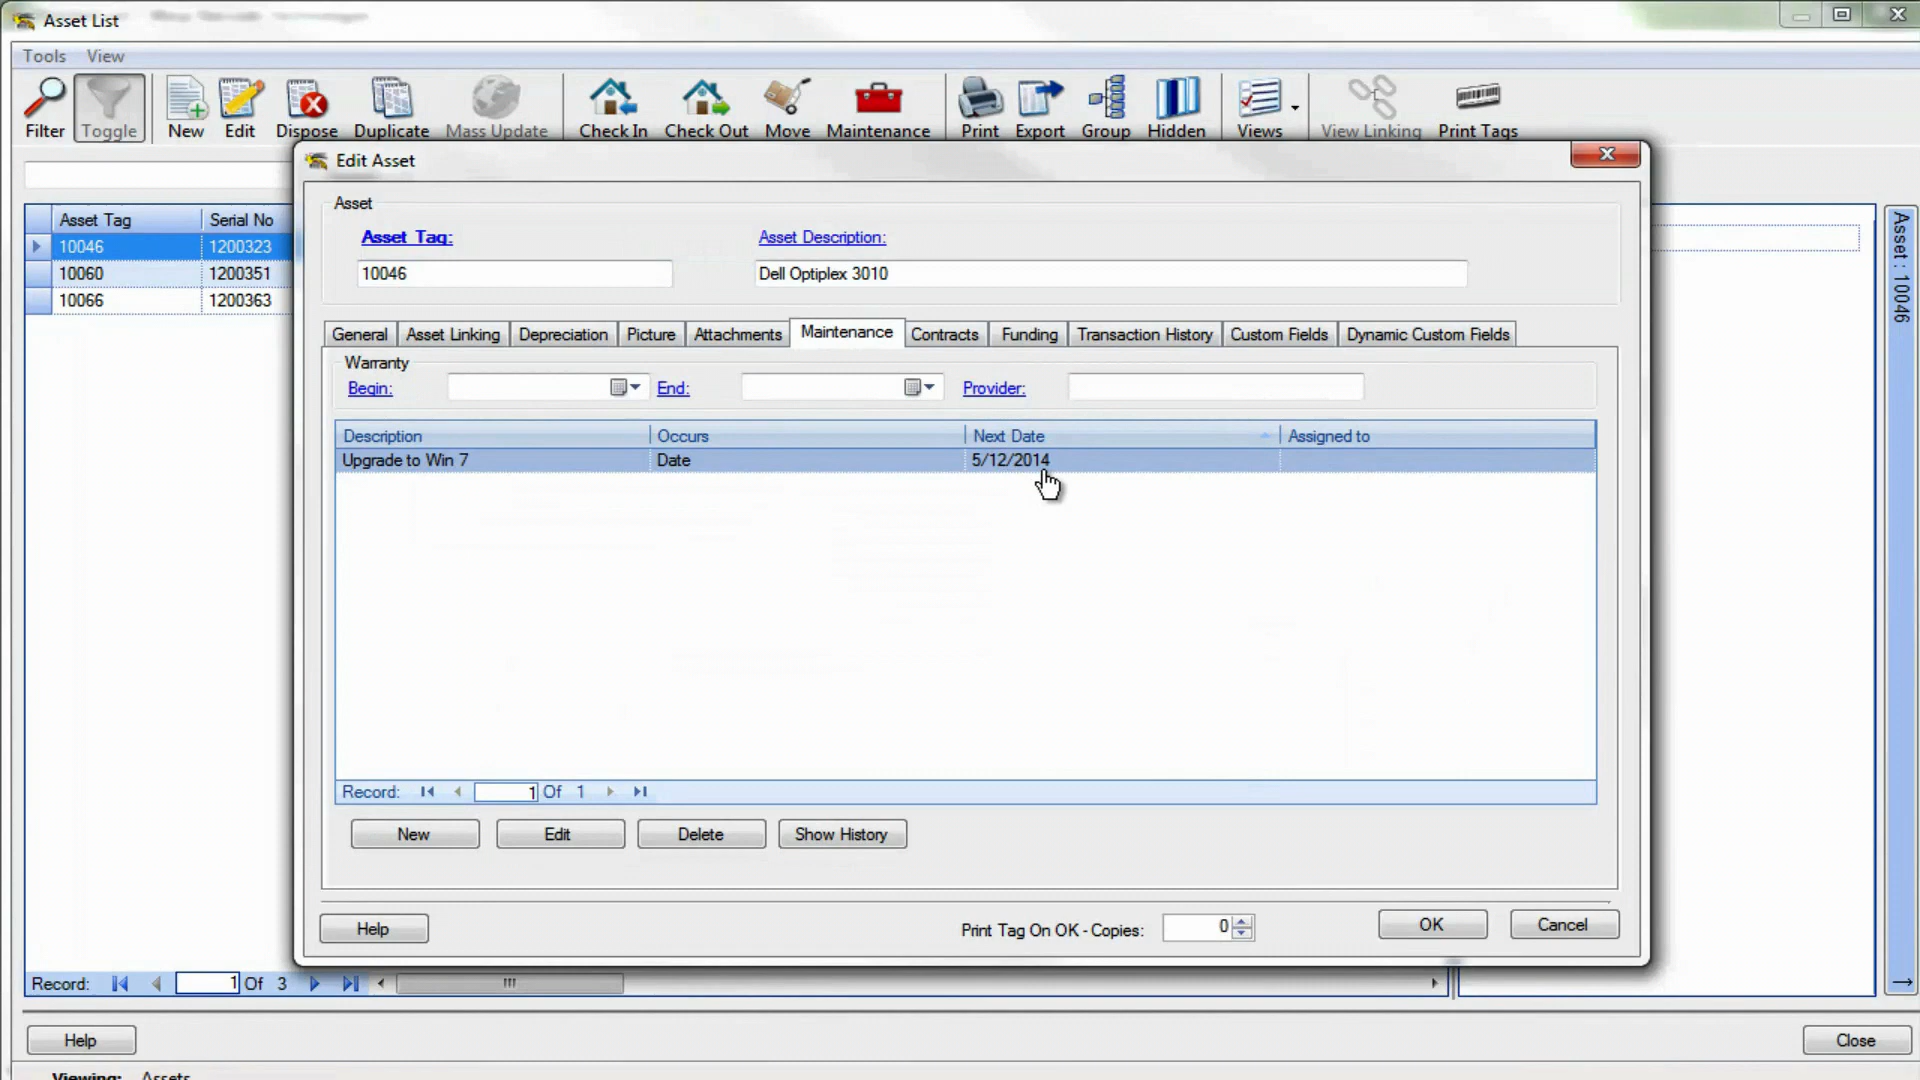 Asset List
Tools View
Filter Toggle New Edit Dispose Duplicate Mass Update Check In Check Out Move Maintenance Print Export Group Hidden Views View Linking Print Tags
Edit Asset
Asset
Asset Tag: Asset Description:
10046 Dell Optiplex 3010
Asset Tag Serial No
10046 1200323
10060 1200351
10066 1200363
Asset : 10046
General Asset Linking Depreciation Picture Attachments Maintenance Contracts Funding Transaction History Custom Fields Dynamic Custom Fields
Warranty
Begin: End: Provider:
Description Occurs Next Date Assigned to
Upgrade to Win 7 Date 5/12/2014
Record: 1 Of 1
New Edit Delete Show History
Help Print Tag On OK - Copies: 0 OK Cancel
Record: 1 Of 3
Help Close
Viewing: Assets